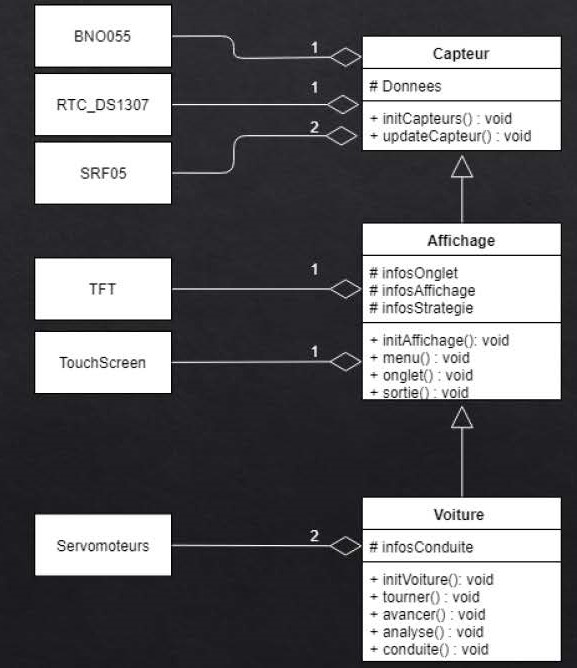 BNO055
1
Capteur
# Donnees
RTC_DS1307
1
+ initCapteurs() : void
+ updateCapteur() : void
2
SRF05
Affichage
# infosOnglet
# infosAffichage
# infosStrategie
TFT
1
+ initAffichage(): void
+ menu() : void
+ onglet() : void
+ sortie() : void
TouchScreen
1
Voiture
# infosConduite
Servomoteurs
2
+ initVoiture(): void
+ tourner() : void
+ avancer() : void
+ analyse() : void
+ conduite() : void